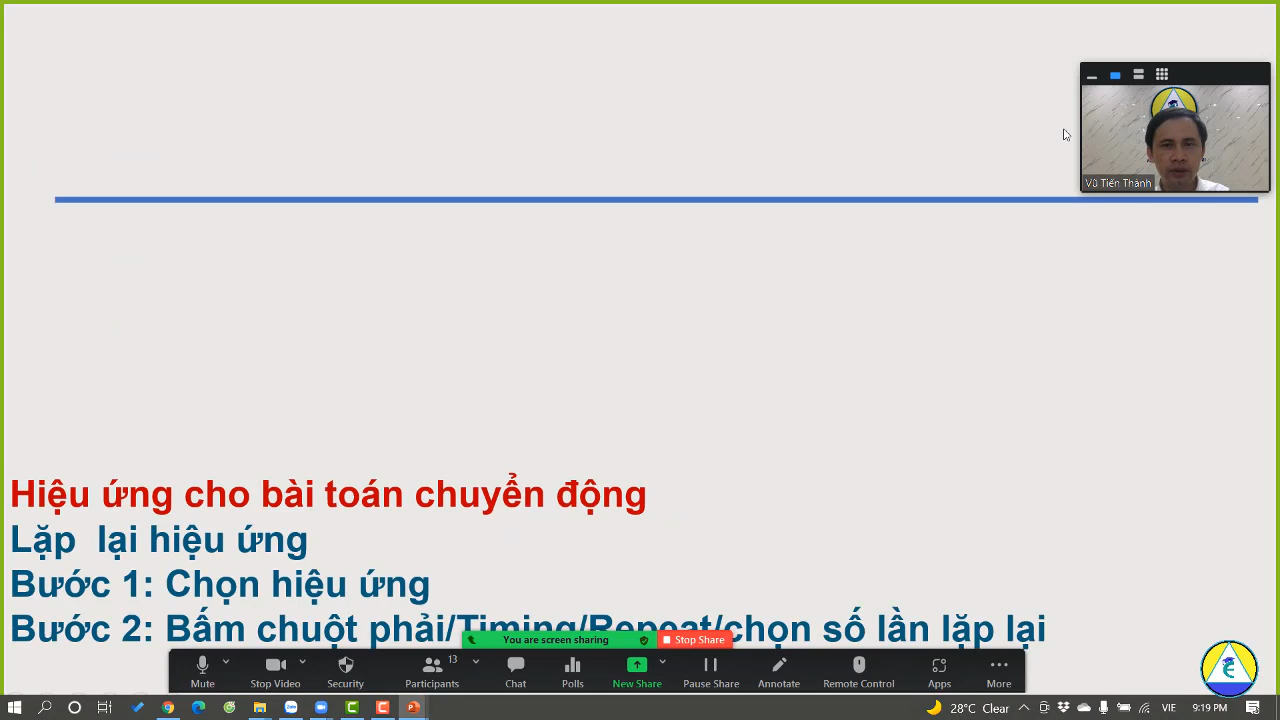 Vũ Tiến Thành
Hiệu ứng cho bài toán chuyển động
Lặp lại hiệu ứng
Bước 1: Chọn hiệu ứng
Bước 2: Bấm chuột phải/Timing/Repeat/chọn số lần lặp lại
You are screen sharing
Stop Share
13
Mute
Stop Video
Security
Participants
Chat
Polls
New Share
Pause Share
Annotate
Remote Control
Apps
More
28°C Clear
VIE
9:19 PM